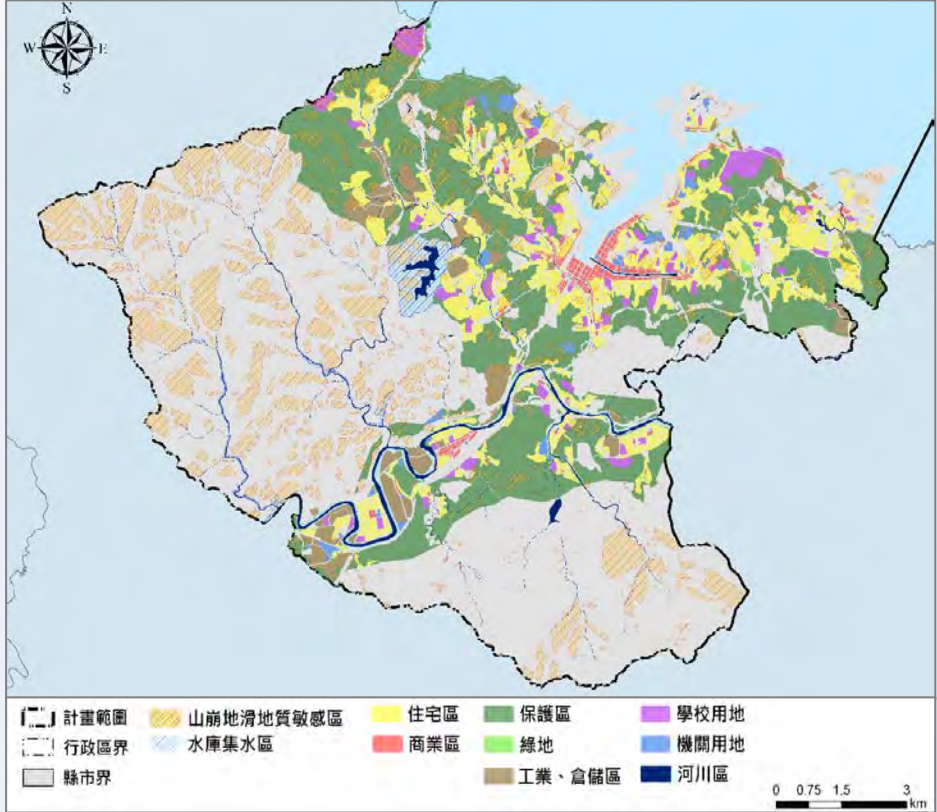 N
W E
S
計畫範圍 山崩地滑地質敏感區 住宅區 保護區 學校用地
行政區界 水庫集水區 商業區 綠地 機關用地
縣市界 工業、倉儲區 河川區
0 0.75 1.5 3
km